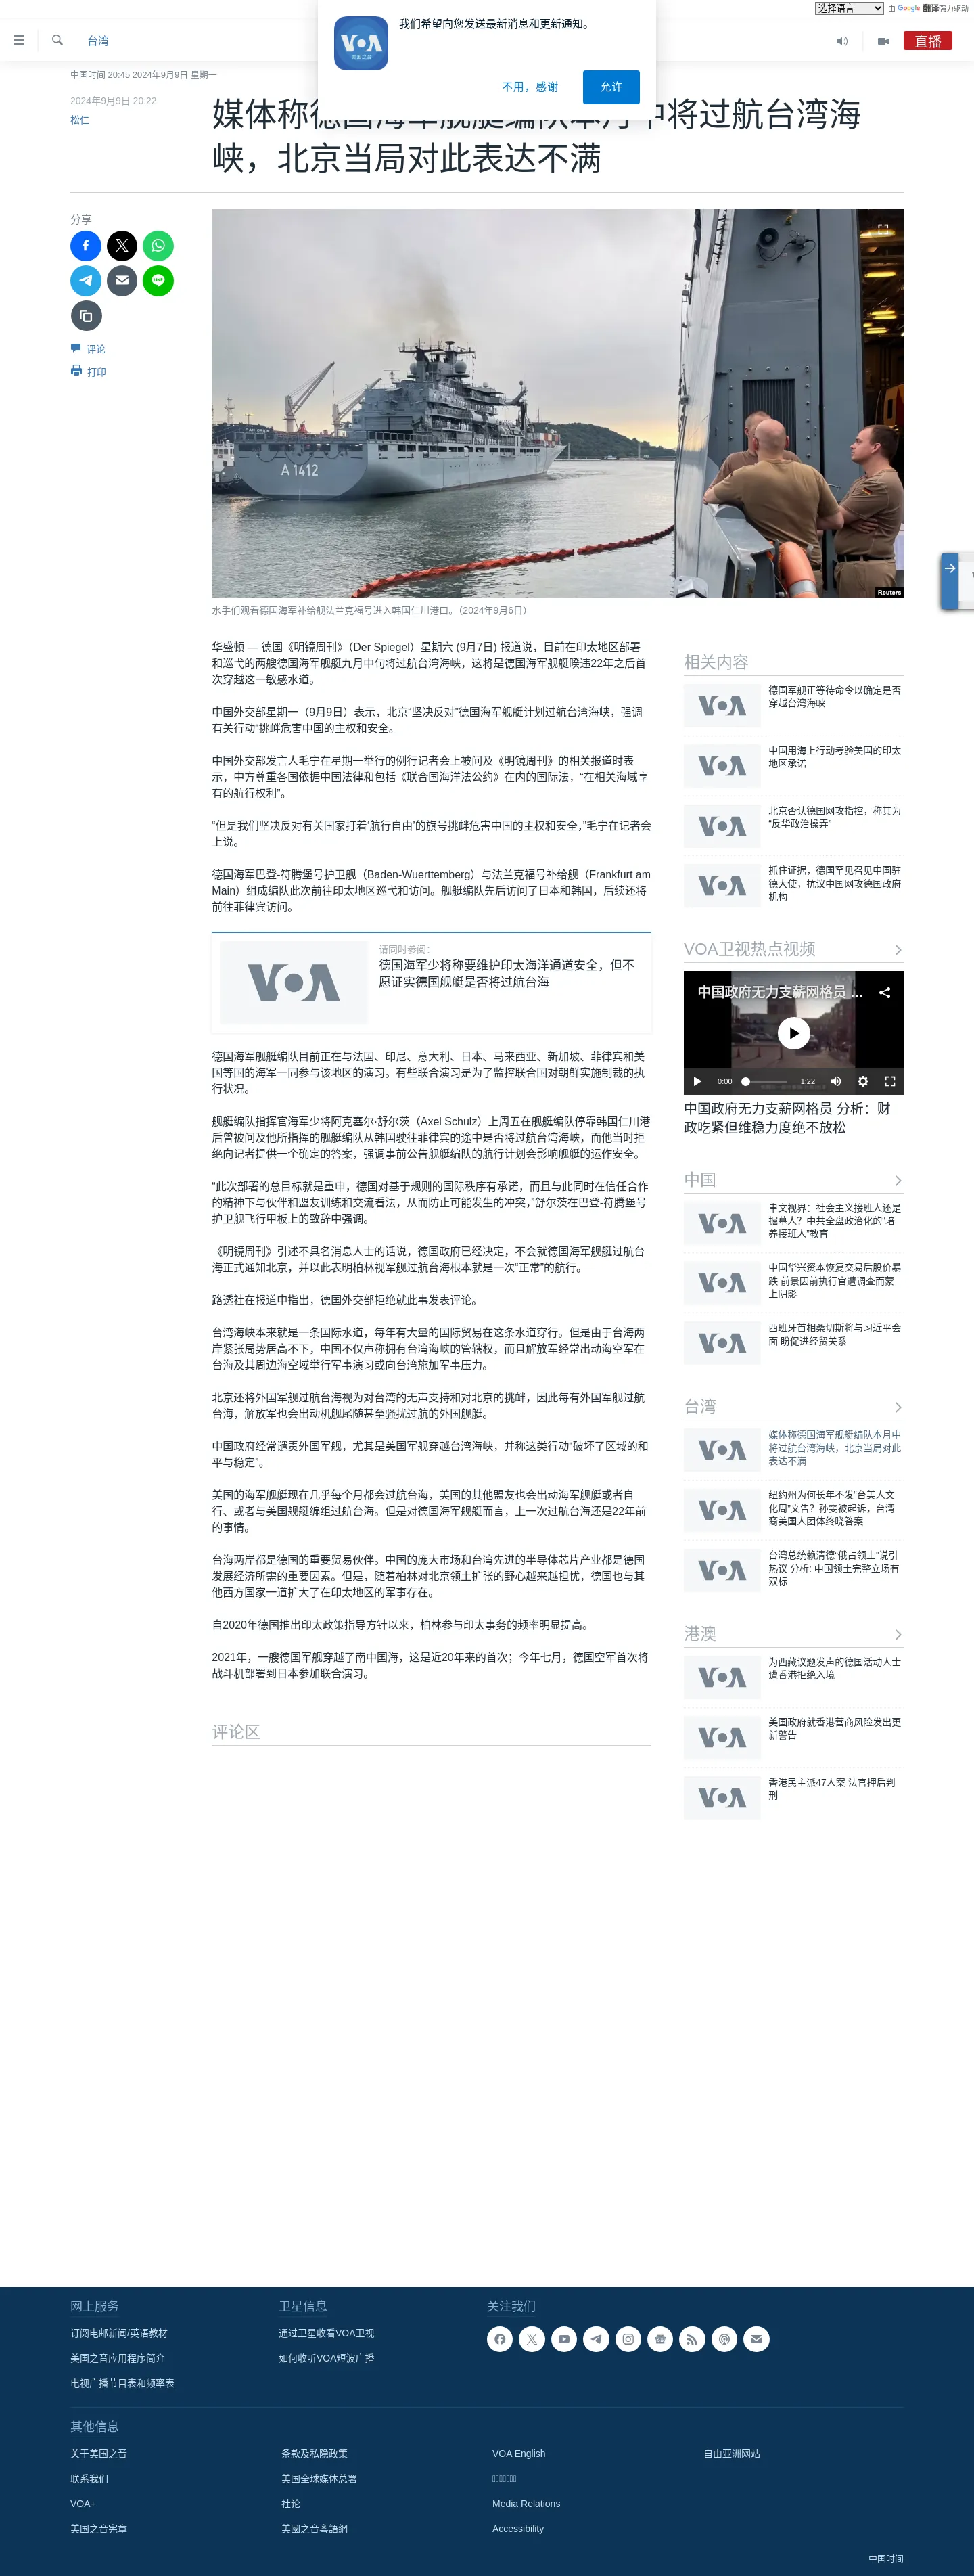 选择语言 由 Google 翻译强力驱动
我们希望向您发送最新消息和更新通知。
VOA
美国之音
不用，感谢
允许
台湾
直播
中国时间 20:45 2024年9月9日 星期一
2024年9月9日 20:22
松仁
海峡，北京当局对此表达不满
分享
评论
打印
A 1412
Reuters
水手们观看德国海军补给舰法兰克福号进入韩国仁川港口。（2024年9月6日）
华盛顿 — 德国《明镜周刊》（Der Spiegel）星期六 (9月7日) 报道说，目前在印太地区部署
和巡弋的两艘德国海军舰艇九月中旬将过航台湾海峡，这将是德国海军舰艇暌违22年之后首
次穿越这一敏感水道。
中国外交部星期一（9月9日）表示，北京“坚决反对”德国海军舰艇计划过航台湾海峡，强调
有关行动“挑衅危害中国的主权和安全。
中国外交部发言人毛宁在星期一举行的例行记者会上被问及《明镜周刊》的相关报道时表
示，中方尊重各国依据中国法律和包括《联合国海洋法公约》在内的国际法，“在相关海域享
有的航行权利”。
“但是我们坚决反对有关国家打着‘航行自由’的旗号挑衅危害中国的主权和安全，”毛宁在记者会
上说。
德国海军巴登-符腾堡号护卫舰（Baden-Wuerttemberg）与法兰克福号补给舰（Frankfurt am
Main）组成编队此次前往印太地区巡弋和访问。舰艇编队先后访问了日本和韩国，后续还将
前往菲律宾访问。
VOA
请同时参阅：
德国海军少将称要维护印太海洋通道安全，但不
愿证实德国舰艇是否将过航台海
德国海军舰艇编队目前正在与法国、印尼、意大利、日本、马来西亚、新加坡、菲律宾和美
国等国的海军一同参与该地区的演习。有些联合演习是为了监控联合国对朝鲜实施制裁的执
行状况。
舰艇编队指挥官海军少将阿克塞尔·舒尔茨（Axel Schulz）上周五在舰艇编队停靠韩国仁川港
后曾被问及他所指挥的舰艇编队从韩国驶往菲律宾的途中是否将过航台湾海峡，而他当时拒
绝向记者提供一个确定的答案，强调事前公告舰艇编队的航行计划会影响舰艇的运作安全。
“此次部署的总目标就是重申，德国对基于规则的国际秩序有承诺，而且与此同时在信任合作
的精神下与伙伴和盟友训练和交流看法，从而防止可能发生的冲突，”舒尔茨在巴登-符腾堡号
护卫舰飞行甲板上的致辞中强调。
《明镜周刊》引述不具名消息人士的话说，德国政府已经决定，不会就德国海军舰艇过航台
海正式通知北京，并以此表明柏林视军舰过航台海根本就是一次“正常”的航行。
路透社在报道中指出，德国外交部拒绝就此事发表评论。
台湾海峡本来就是一条国际水道，每年有大量的国际贸易在这条水道穿行。但是由于台海两
岸紧张局势居高不下，中国不仅声称拥有台湾海峡的管辖权，而且解放军经常出动海空军在
台海及其周边海空域举行军事演习或向台湾施加军事压力。
北京还将外国军舰过航台海视为对台湾的无声支持和对北京的挑衅，因此每有外国军舰过航
台海，解放军也会出动机舰尾随甚至骚扰过航的外国舰艇。
中国政府经常谴责外国军舰，尤其是美国军舰穿越台湾海峡，并称这类行动“破坏了区域的和
平与稳定”。
美国的海军舰艇现在几乎每个月都会过航台海，美国的其他盟友也会出动海军舰艇或者自
行、或者与美国舰艇编组过航台海。但是对德国海军舰艇而言，上一次过航台海还是22年前
的事情。
台海两岸都是德国的重要贸易伙伴。中国的庞大市场和台湾先进的半导体芯片产业都是德国
发展经济所需的重要因素。但是，随着柏林对北京领土扩张的野心越来越担忧，德国也与其
他西方国家一道扩大了在印太地区的军事存在。
自2020年德国推出印太政策指导方针以来，柏林参与印太事务的频率明显提高。
2021年，一艘德国军舰穿越了南中国海，这是近20年来的首次；今年七月，德国空军首次将
战斗机部署到日本参加联合演习。
评论区
相关内容
VOA
德国军舰正等待命令以确定是否
穿越台湾海峡
VOA
中国用海上行动考验美国的印太
地区承诺
VOA
北京否认德国网攻指控，称其为
“反华政治操弄”
VOA
抓住证据，德国罕见召见中国驻
德大使，抗议中国网攻德国政府
机构
VOA卫视热点视频
中国政府无力支薪网格员 ...
0:00 1:22
中国政府无力支薪网格员 分析：财
政吃紧但维稳力度绝不放松
中国
VOA
聿文视界：社会主义接班人还是
掘墓人？中共全盘政治化的“培
养接班人”教育
VOA
中国华兴资本恢复交易后股价暴
跌 前景因前执行官遭调查而蒙
上阴影
VOA
西班牙首相桑切斯将与习近平会
面 盼促进经贸关系
台湾
VOA
媒体称德国海军舰艇编队本月中
将过航台湾海峡，北京当局对此
表达不满
VOA
纽约州为何长年不发“台美人文
化周”文告？孙雯被起诉，台湾
裔美国人团体终晓答案
VOA
台湾总统赖清德“俄占领土”说引
热议 分析: 中国领土完整立场有
双标
港澳
VOA
为西藏议题发声的德国活动人士
遭香港拒绝入境
VOA
美国政府就香港营商风险发出更
新警告
VOA
香港民主派47人案 法官押后判
刑
网上服务
订阅电邮新闻/英语教材
美国之音应用程序简介
电视广播节目表和频率表
卫星信息
通过卫星收看VOA卫视
如何收听VOA短波广播
关注我们
其他信息
关于美国之音
联系我们
VOA+
美国之音宪章
条款及私隐政策
美国全球媒体总署
社论
美國之音粵語網
VOA English
Media Relations
Accessibility
自由亚洲网站
中国时间